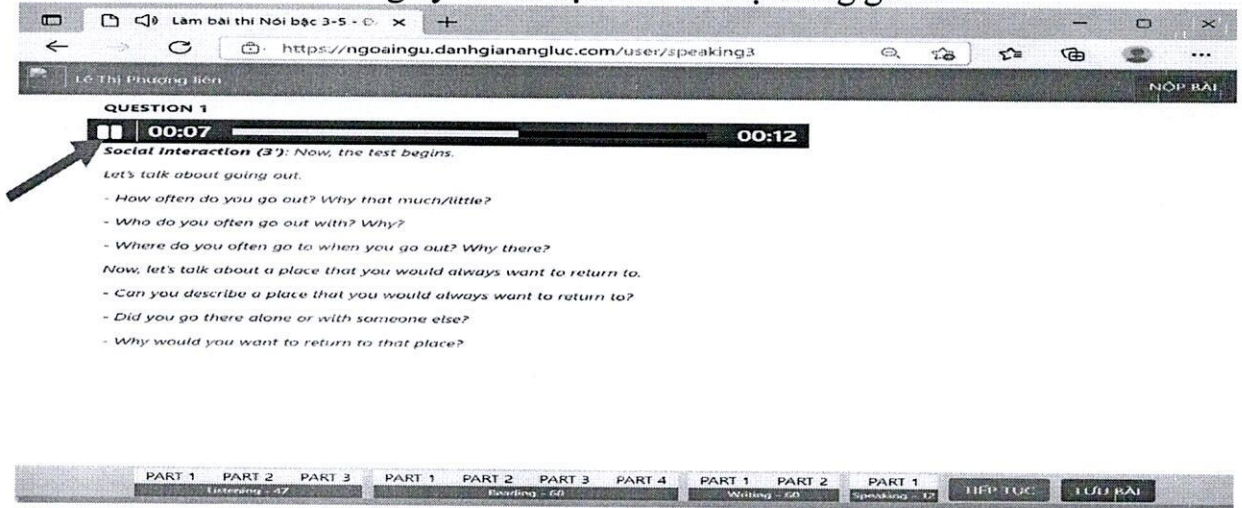 Làm bài thi Nói bậc 3-5 -
https://ngoaingu.danhgianangluc.com/user/speaking3
Lê Thị Phượng liên
NỘP BÀI
QUESTION 1
00:07 00:12
Social Interaction (3'): Now, the test begins.
Let's talk about going out.
- How often do you go out? Why that much/little?
- Who do you often go out with? Why?
- Where do you often go to when you go out? Why there?
Now, let's talk about a place that you would always want to return to.
- Can you describe a place that you would always want to return to?
- Did you go there alone or with someone else?
- Why would you want to return to that place?
PART 1 PART 2 PART 3 PART 1 PART 2 PART 3 PART 4 PART 1 PART 2 PART 1
Listening - 47 Reading - 60 Writing - 60 Speaking - 12 TIẾP TỤC LƯU BÀI